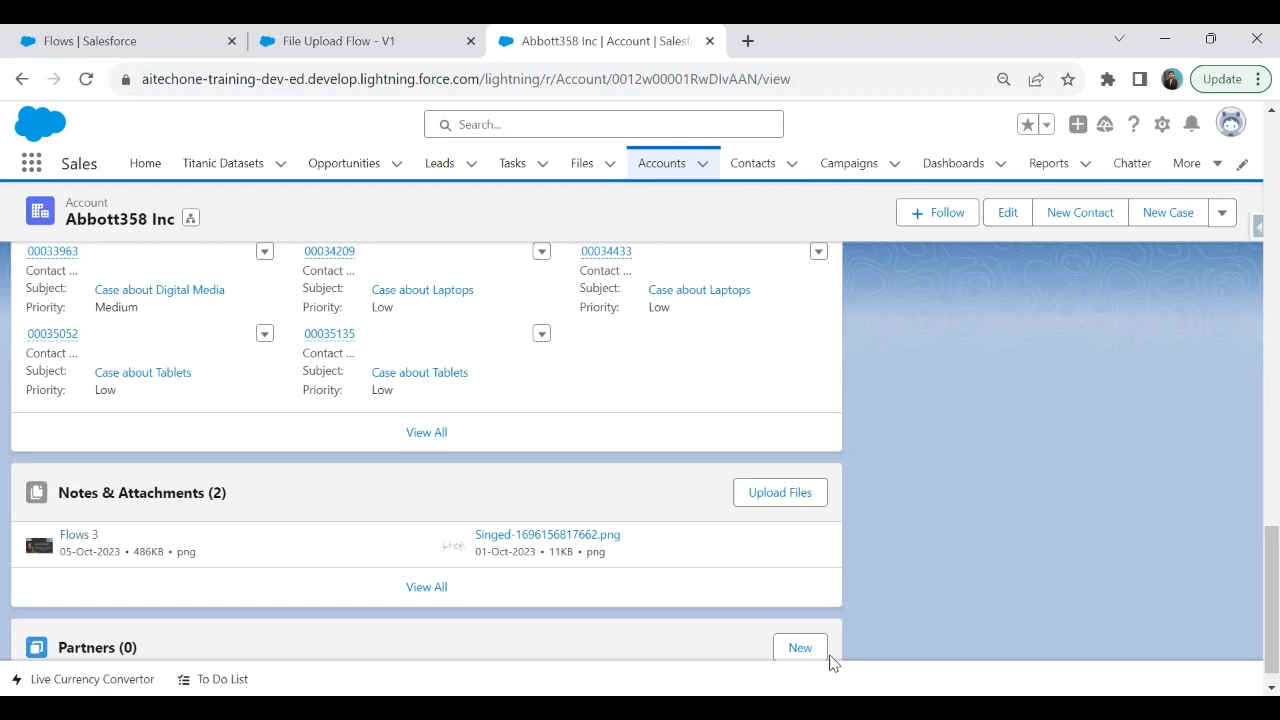 Flows | Salesforce
File Upload Flow - V1
Abbott358 Inc | Account | Salesf
aitechone-training-dev-ed.develop.lightning.force.com/lightning/r/Account/0012w00001RwDIvAAN/view
Update
Search...
Sales
Home
Titanic Datasets
Opportunities
Leads
Tasks
Files
Accounts
Contacts
Campaigns
Dashboards
Reports
Chatter
More
Account
Abbott358 Inc
Follow
Edit
New Contact
New Case
00033963
Contact ...
Subject: Case about Digital Media
Priority: Medium
00034209
Contact ...
Subject: Case about Laptops
Priority: Low
00034433
Contact ...
Subject: Case about Laptops
Priority: Low
00035052
Contact ...
Subject: Case about Tablets
Priority: Low
00035135
Contact ...
Subject: Case about Tablets
Priority: Low
View All
Notes & Attachments (2)
Upload Files
Flows 3
05-Oct-2023 • 486KB • png
Singed-1696156817662.png
01-Oct-2023 • 11KB • png
View All
Partners (0)
New
Live Currency Convertor
To Do List